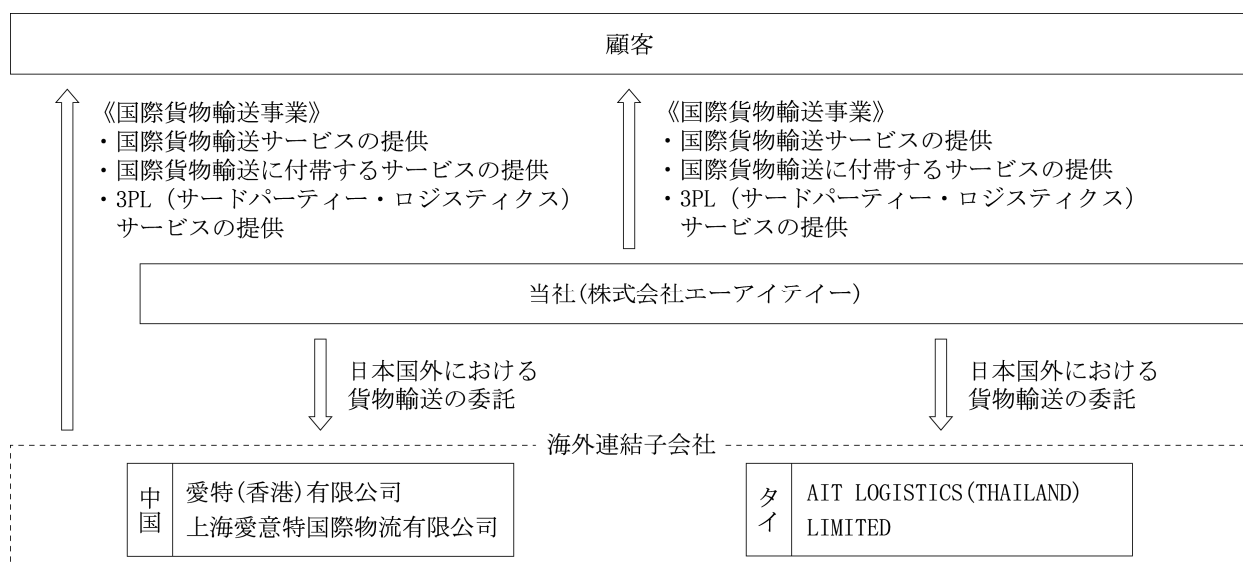 顧客
《国際貨物輸送事業》
・国際貨物輸送サービスの提供
・国際貨物輸送に付帯するサービスの提供
・3PL (サードパーティー・ロジスティクス)
サービスの提供
《国際貨物輸送事業》
・国際貨物輸送サービスの提供
・国際貨物輸送に付帯するサービスの提供
・3PL (サードパーティー・ロジスティクス)
サービスの提供
当社(株式会社エーアイテイー)
日本国外における
貨物輸送の委託
日本国外における
貨物輸送の委託
海外連結子会社
中国
愛特(香港)有限公司
上海愛意特国際物流有限公司
タイ
AIT LOGISTICS(THAILAND)
LIMITED